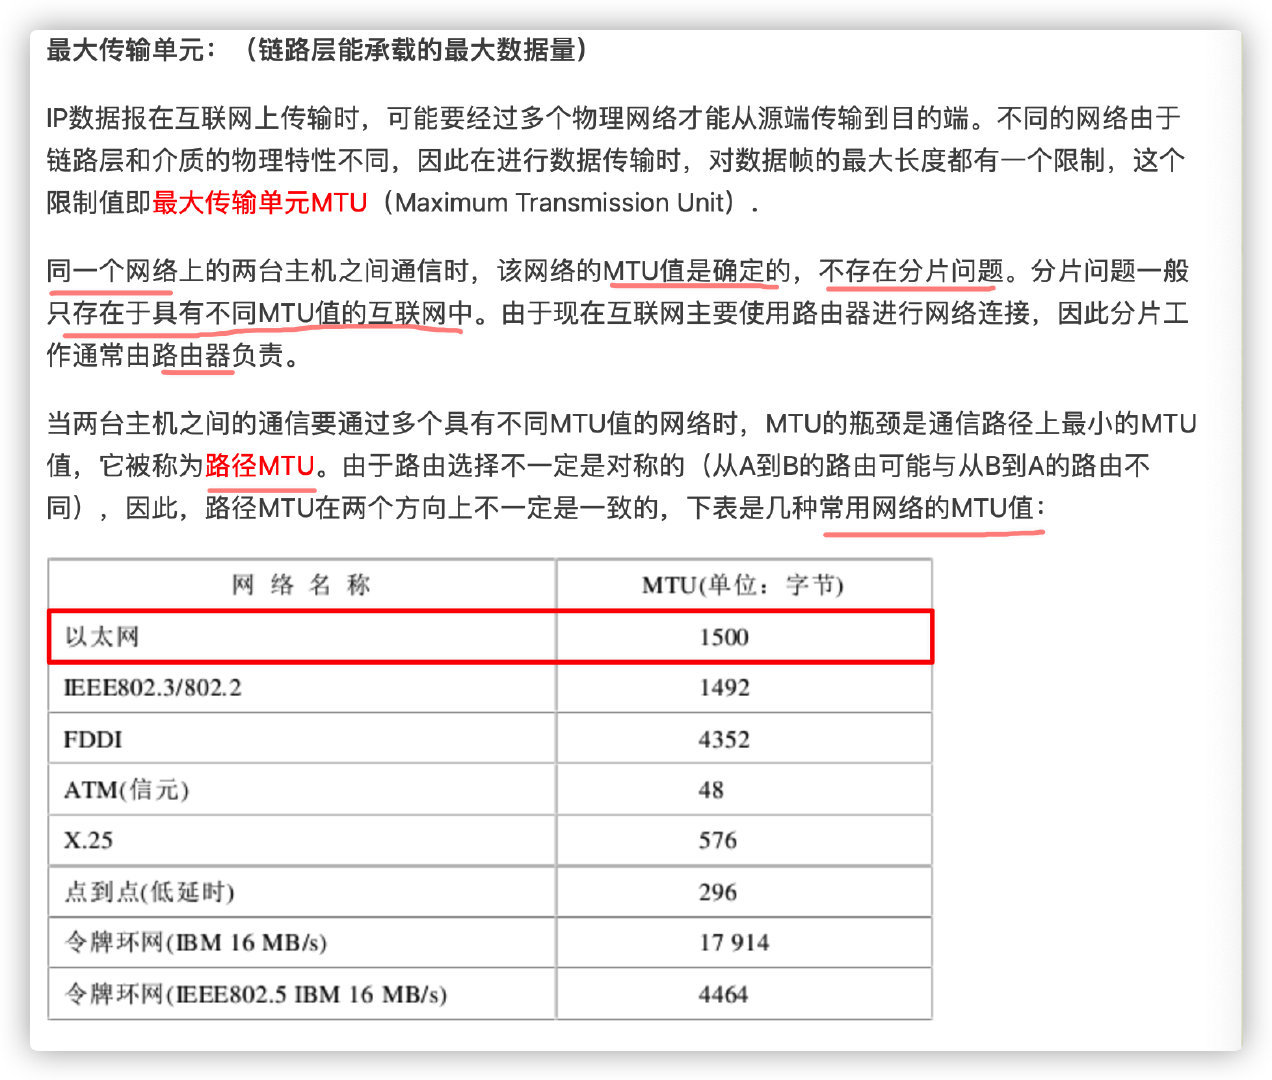 最大传输单元：（链路层能承载的最大数据量）
IP数据报在互联网上传输时，可能要经过多个物理网络才能从源端传输到目的端。不同的网络由于
链路层和介质的物理特性不同，因此在进行数据传输时，对数据帧的最大长度都有一个限制，这个
限制值即最大传输单元MTU（Maximum Transmission Unit）.
同一个网络上的两台主机之间通信时，该网络的MTU值是确定的，不存在分片问题。分片问题一般
只存在于具有不同MTU值的互联网中。由于现在互联网主要使用路由器进行网络连接，因此分片工
作通常由路由器负责。
当两台主机之间的通信要通过多个具有不同MTU值的网络时，MTU的瓶颈是通信路径上最小的MTU
值，它被称为路径MTU。由于路由选择不一定是对称的（从A到B的路由可能与从B到A的路由不
同），因此，路径MTU在两个方向上不一定是一致的，下表是几种常用网络的MTU值：
网 络 名 称 MTU(单位：字节)
以太网 1500
IEEE802.3/802.2 1492
FDDI 4352
ATM(信元) 48
X.25 576
点到点(低延时) 296
令牌环网(IBM 16 MB/s) 17 914
令牌环网(IEEE802.5 IBM 16 MB/s) 4464